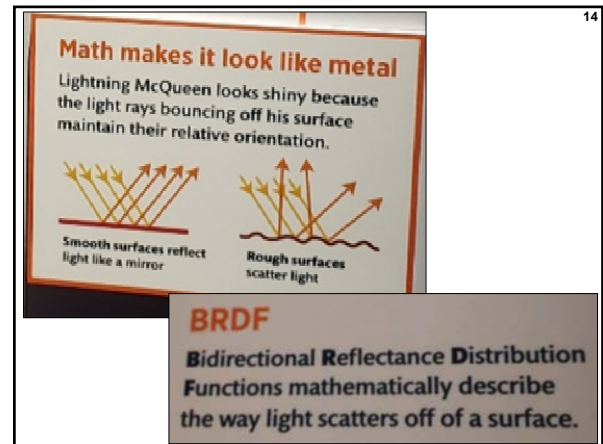 14
Math makes it look like metal
Lightning McQueen looks shiny because
the light rays bouncing off his surface
maintain their relative orientation.
Smooth surfaces reflect
light like a mirror
Rough surfaces
scatter light
BRDF
Bidirectional Reflectance Distribution
Functions mathematically describe
the way light scatters off of a surface.